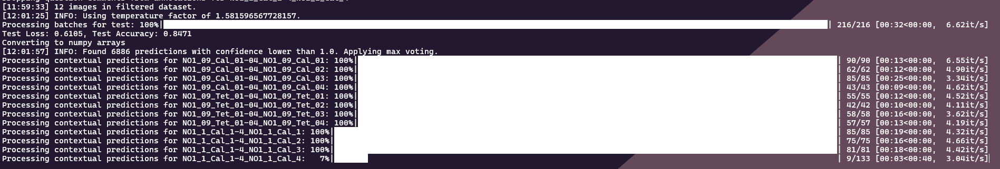 [11:59:33] 12 images in filtered dataset.
[12:01:25] INFO: Using temperature factor of 1.581596567728157.
Processing batches for test: 100%| | 216/216 [00:32<00:00, 6.62it/s]
Test Loss: 0.6105, Test Accuracy: 0.8471
Converting to numpy arrays
[12:01:57] INFO: Found 6886 predictions with confidence lower than 1.0. Applying max voting.
Processing contextual predictions for NO1_09_Cal_01-04_NO1_09_Cal_01: 100%| | 90/90 [00:13<00:00, 6.55it/s]
Processing contextual predictions for NO1_09_Cal_01-04_NO1_09_Cal_02: 100%| | 62/62 [00:12<00:00, 4.90it/s]
Processing contextual predictions for NO1_09_Cal_01-04_NO1_09_Cal_03: 100%| | 85/85 [00:25<00:00, 3.34it/s]
Processing contextual predictions for NO1_09_Cal_01-04_NO1_09_Cal_04: 100%| | 43/43 [00:09<00:00, 4.62it/s]
Processing contextual predictions for NO1_09_Tet_01-04_NO1_09_Tet_01: 100%| | 55/55 [00:12<00:00, 4.52it/s]
Processing contextual predictions for NO1_09_Tet_01-04_NO1_09_Tet_02: 100%| | 42/42 [00:10<00:00, 4.11it/s]
Processing contextual predictions for NO1_09_Tet_01-04_NO1_09_Tet_03: 100%| | 58/58 [00:16<00:00, 3.62it/s]
Processing contextual predictions for NO1_09_Tet_01-04_NO1_09_Tet_04: 100%| | 57/57 [00:13<00:00, 4.19it/s]
Processing contextual predictions for NO1_1_Cal_1-4_NO1_1_Cal_1: 100%| | 85/85 [00:19<00:00, 4.32it/s]
Processing contextual predictions for NO1_1_Cal_1-4_NO1_1_Cal_2: 100%| | 75/75 [00:16<00:00, 4.66it/s]
Processing contextual predictions for NO1_1_Cal_1-4_NO1_1_Cal_3: 100%| | 81/81 [00:18<00:00, 4.42it/s]
Processing contextual predictions for NO1_1_Cal_1-4_NO1_1_Cal_4: 7%| | 9/133 [00:03<00:40, 3.04it/s]